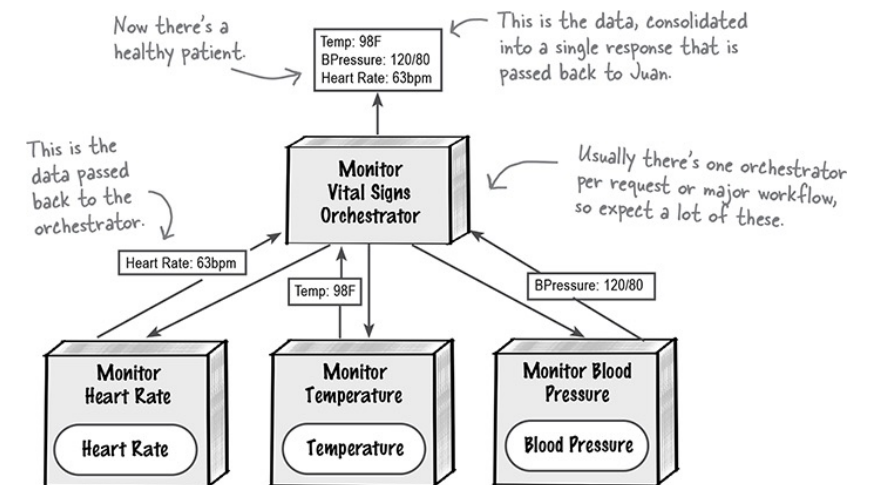 Now there's a
healthy patient.
Temp: 98F
BPressure: 120/80
Heart Rate: 63bpm
This is the data, consolidated
into a single response that is
passed back to Juan.
This is the
data passed
back to the
orchestrator.
Monitor
Vital Signs
Orchestrator
Usually there's one orchestrator
per request or major workflow,
so expect a lot of these.
Heart Rate: 63bpm
Temp: 98F
BPressure: 120/80
Monitor
Heart Rate
Heart Rate
Monitor
Temperature
Temperature
Monitor Blood
Pressure
Blood Pressure